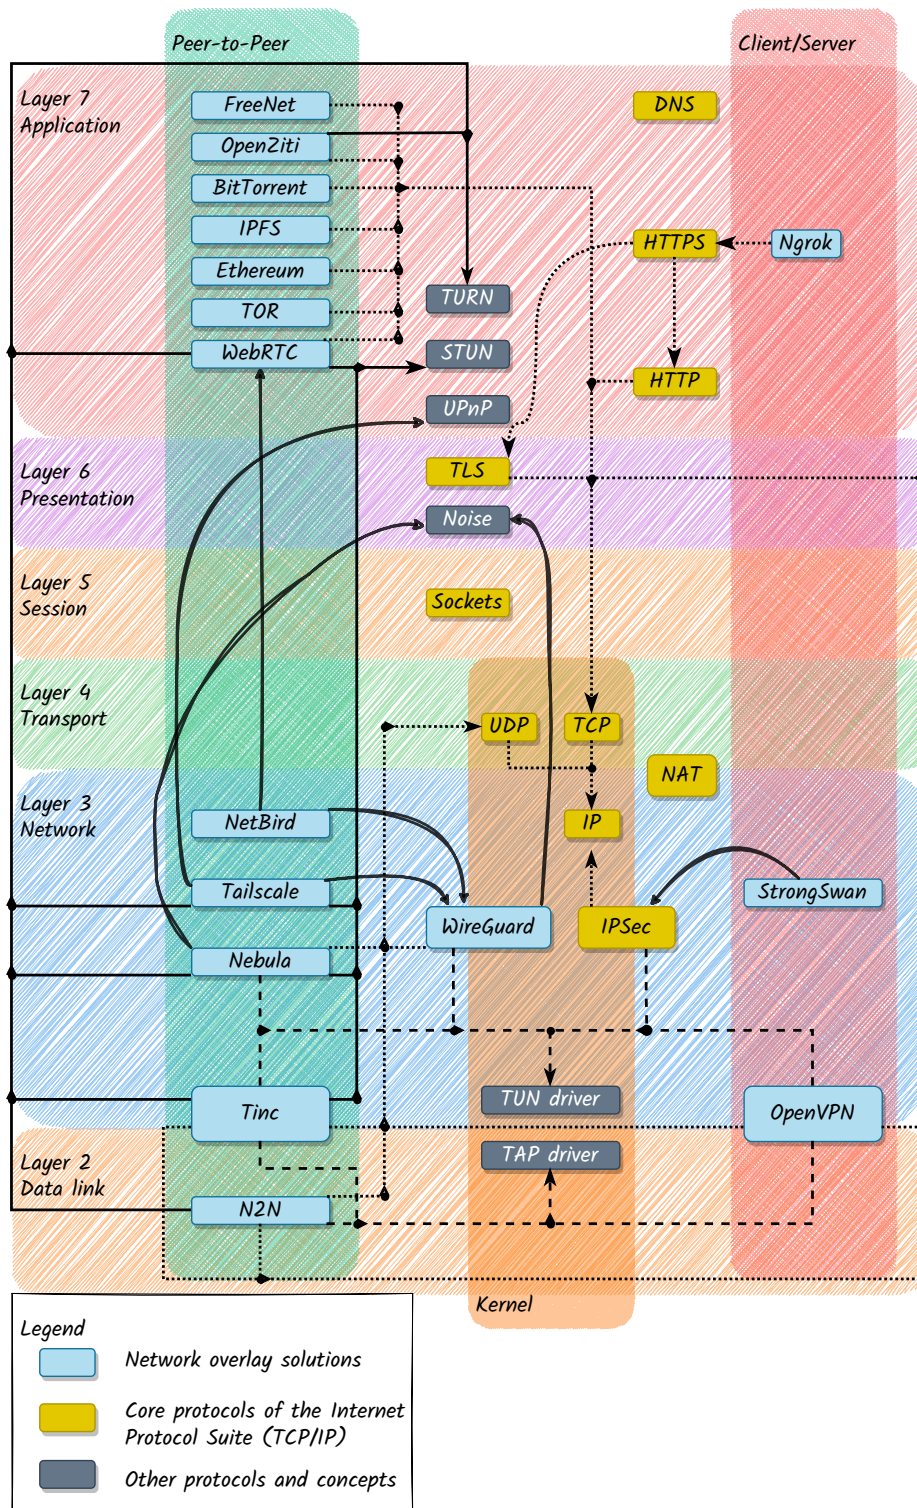 Peer-to-Peer
Client/Server
Layer 7
Application
FreeNet
DNS
OpenZiti
BitTorrent
IPFS
HTTPS
Ngrok
Ethereum
TURN
TOR
WebRTC
STUN
HTTP
UPnP
Layer 6
Presentation
TLS
Noise
Layer 5
Session
Sockets
Layer 4
Transport
UDP
TCP
NAT
Layer 3
Network
NetBird
IP
Tailscale
StrongSwan
WireGuard
IPSec
Nebula
TUN driver
Tinc
OpenVPN
Layer 2
Data link
TAP driver
N2N
Kernel
Legend
Network overlay solutions
Core protocols of the Internet
Protocol Suite (TCP/IP)
Other protocols and concepts